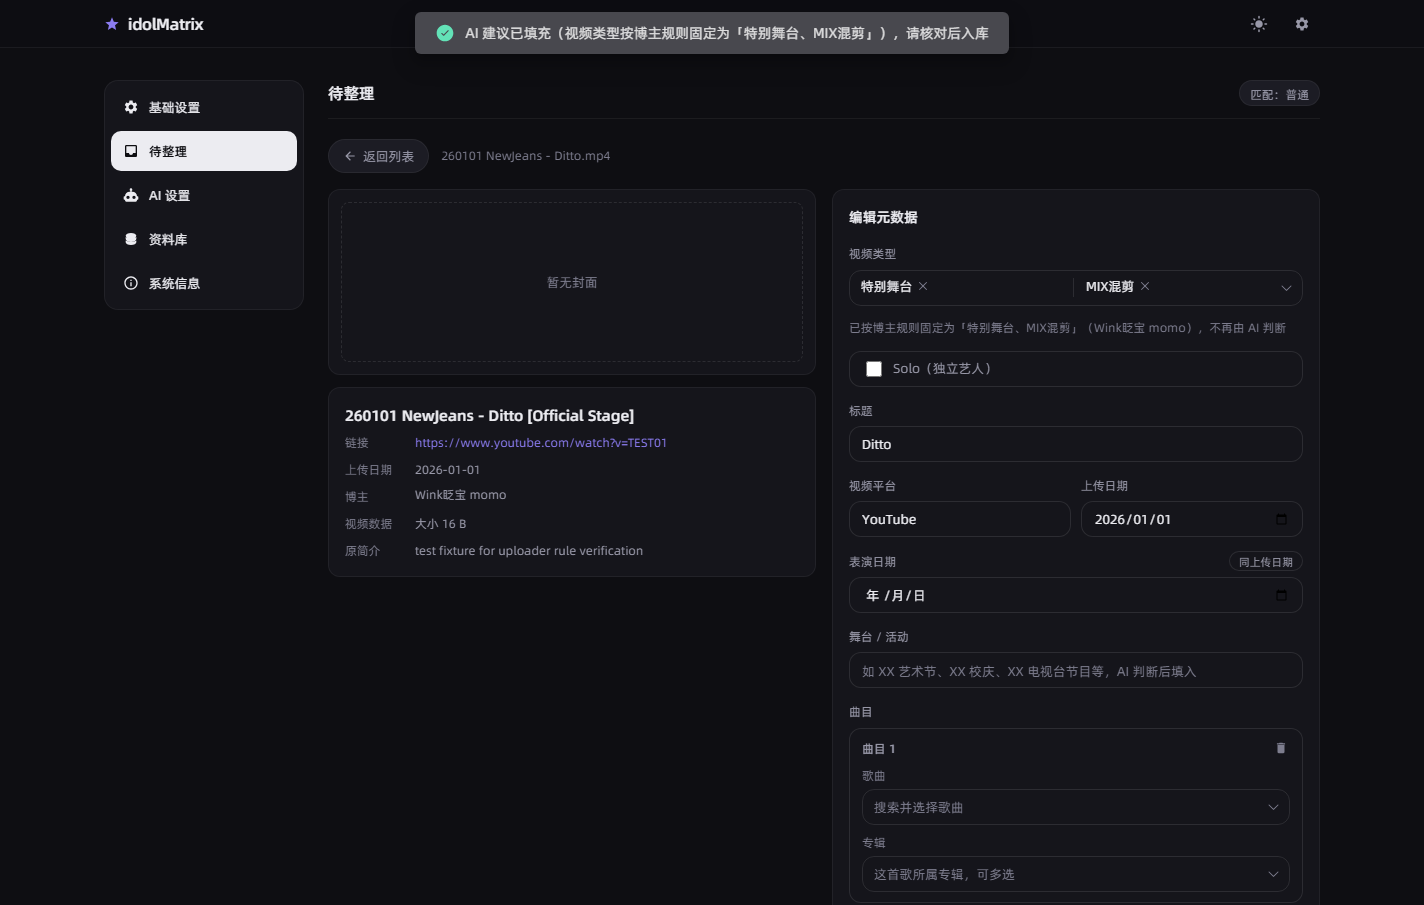 idolMatrix
AI 建议已填充（视频类型按博主规则固定为「特别舞台、MIX混剪」），请核对后入库
基础设置
待整理
AI 设置
资料库
系统信息
待整理
匹配：普通
返回列表
260101 NewJeans - Ditto.mp4
暂无封面
260101 NewJeans - Ditto [Official Stage]
链接 https://www.youtube.com/watch?v=TEST01
上传日期 2026-01-01
博主 Wink眨宝 momo
视频数据 大小 16 B
原简介 test fixture for uploader rule verification
编辑元数据
视频类型
特别舞台 MIX混剪
已按博主规则固定为「特别舞台、MIX混剪」（Wink眨宝 momo），不再由 AI 判断
Solo（独立艺人）
标题
Ditto
视频平台 上传日期
YouTube 2026/01/01
表演日期 同上传日期
年 /月/日
舞台 / 活动
如 XX 艺术节、XX 校庆、XX 电视台节目等，AI 判断后填入
曲目
曲目 1
歌曲
搜索并选择歌曲
专辑
这首歌所属专辑，可多选